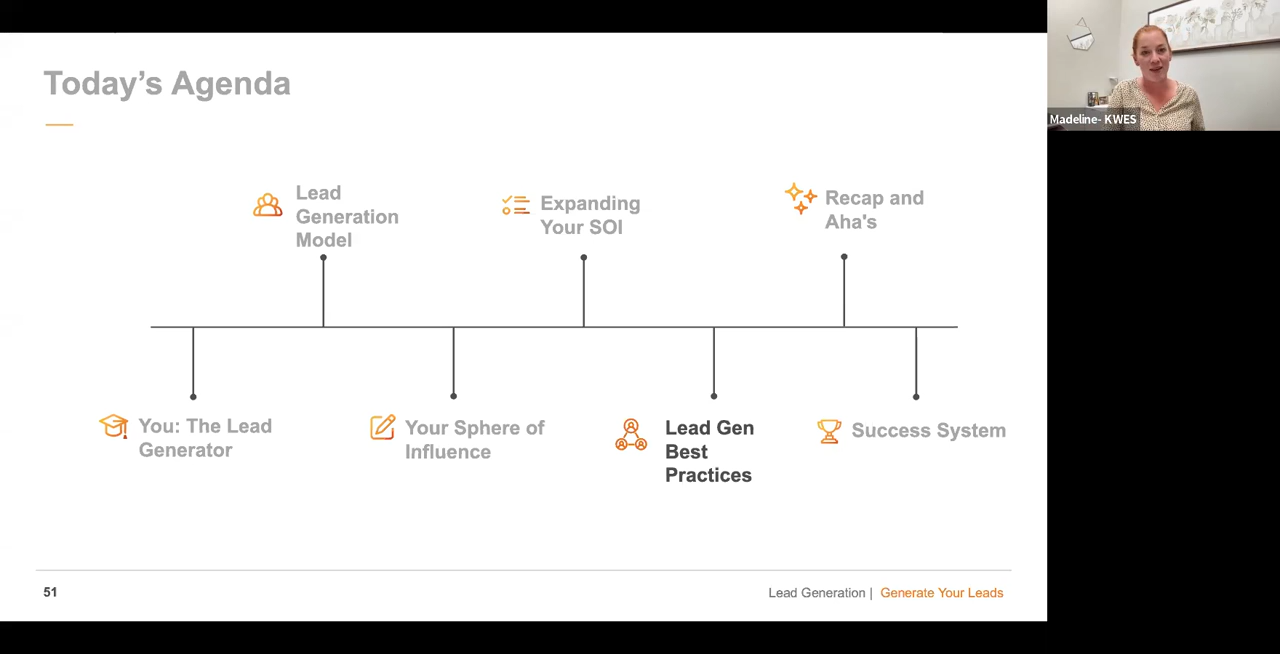 Today's Agenda
Madeline- KWES
Lead
Generation
Model
Expanding
Your SOI
Recap and
Aha's
You: The Lead
Generator
Your Sphere of
Influence
Lead Gen
Best
Practices
Success System
51
Lead Generation | Generate Your Leads